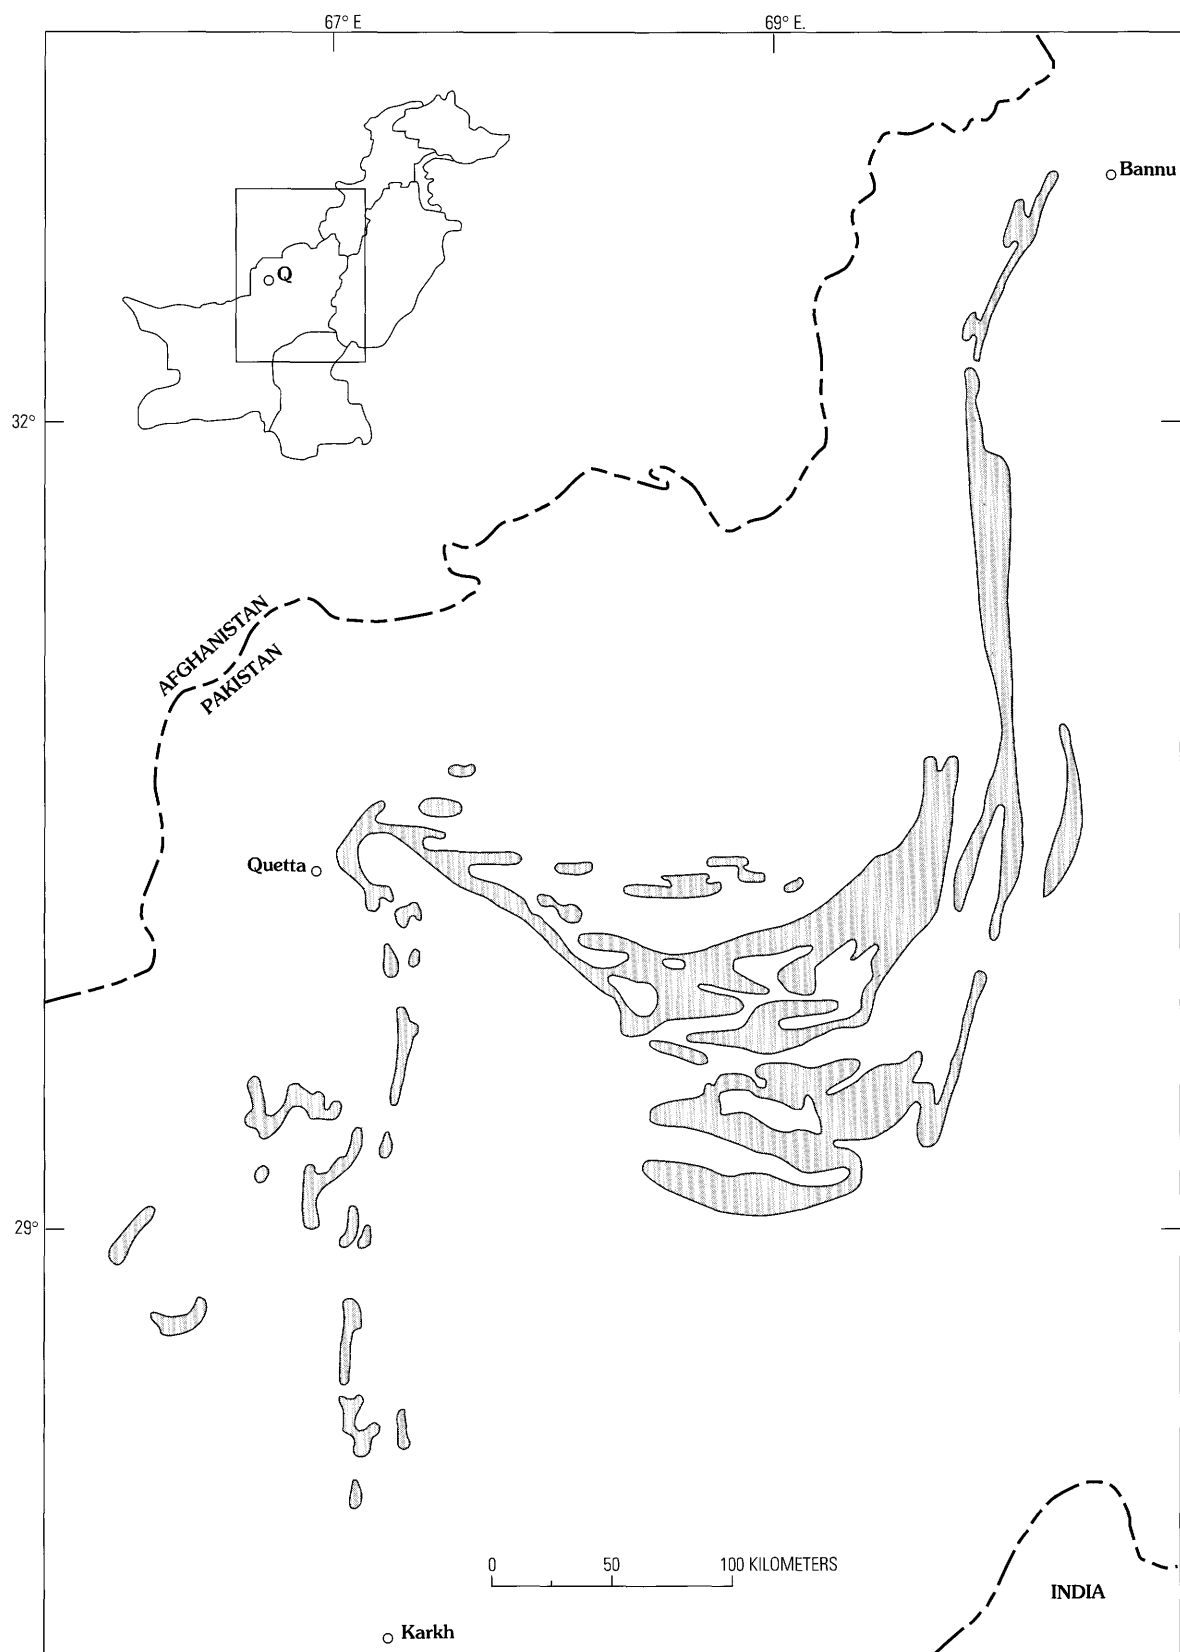 67° E
69° E.
Bannu
Q
32°
AFGHANISTAN
PAKISTAN
Quetta
29°
0 50 100 KILOMETERS
INDIA
Karkh